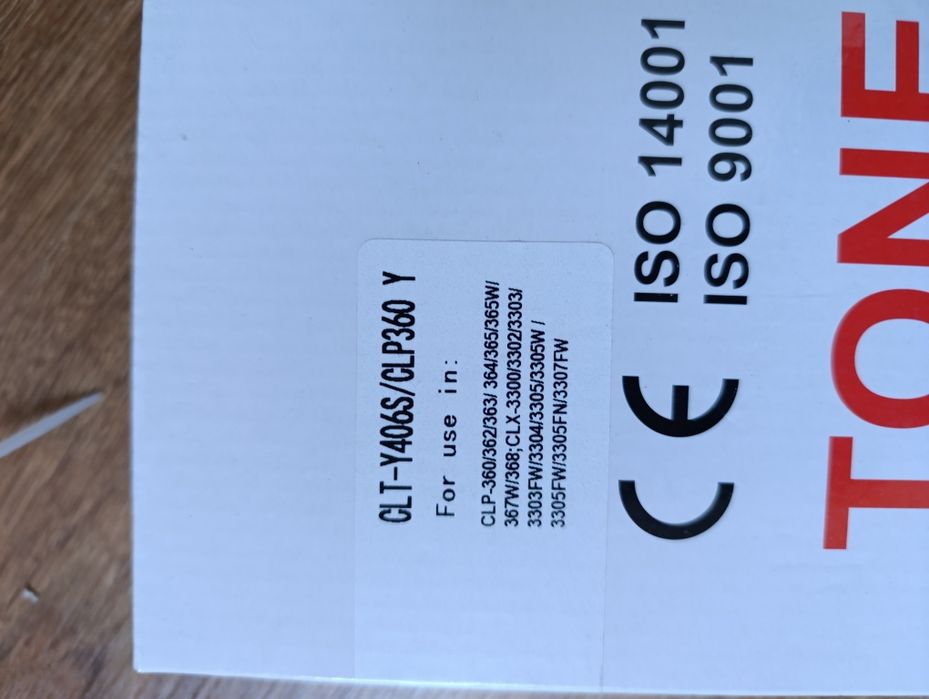 CLT-Y406S/CLP360 Y
For use in:
CLP-360/362/363/ 364/365/365W/
367W/368;CLX-3300/3302/3303/
3303FW/3304/3305/3305W /
3305FW/3305FN/3307FW
CE
ISO 14001
ISO 9001
TONE